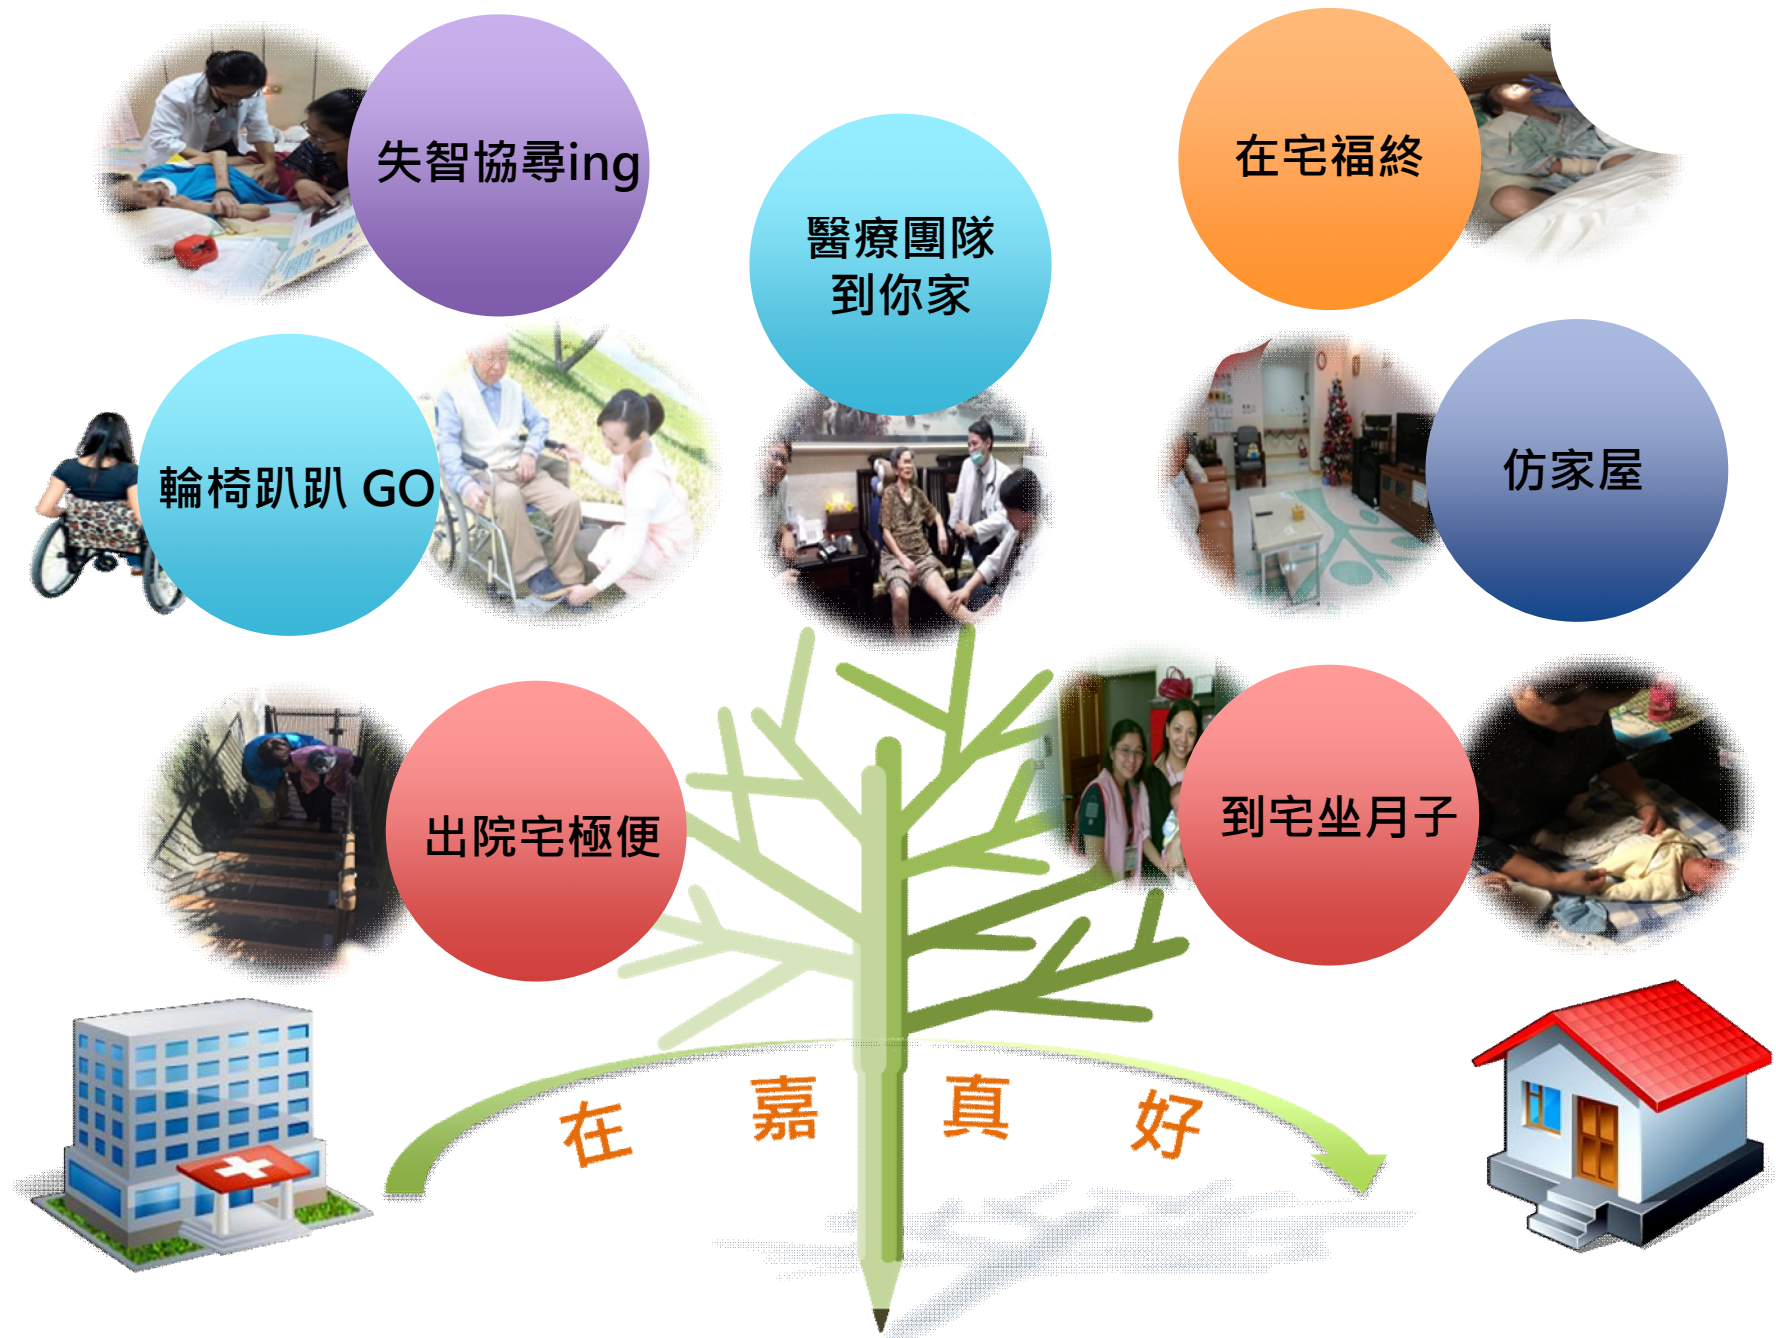 失智協尋ing
醫療團隊
到你家
在宅福終
輪椅趴趴 GO
仿家屋
出院宅極便
到宅坐月子
在 嘉 真 好